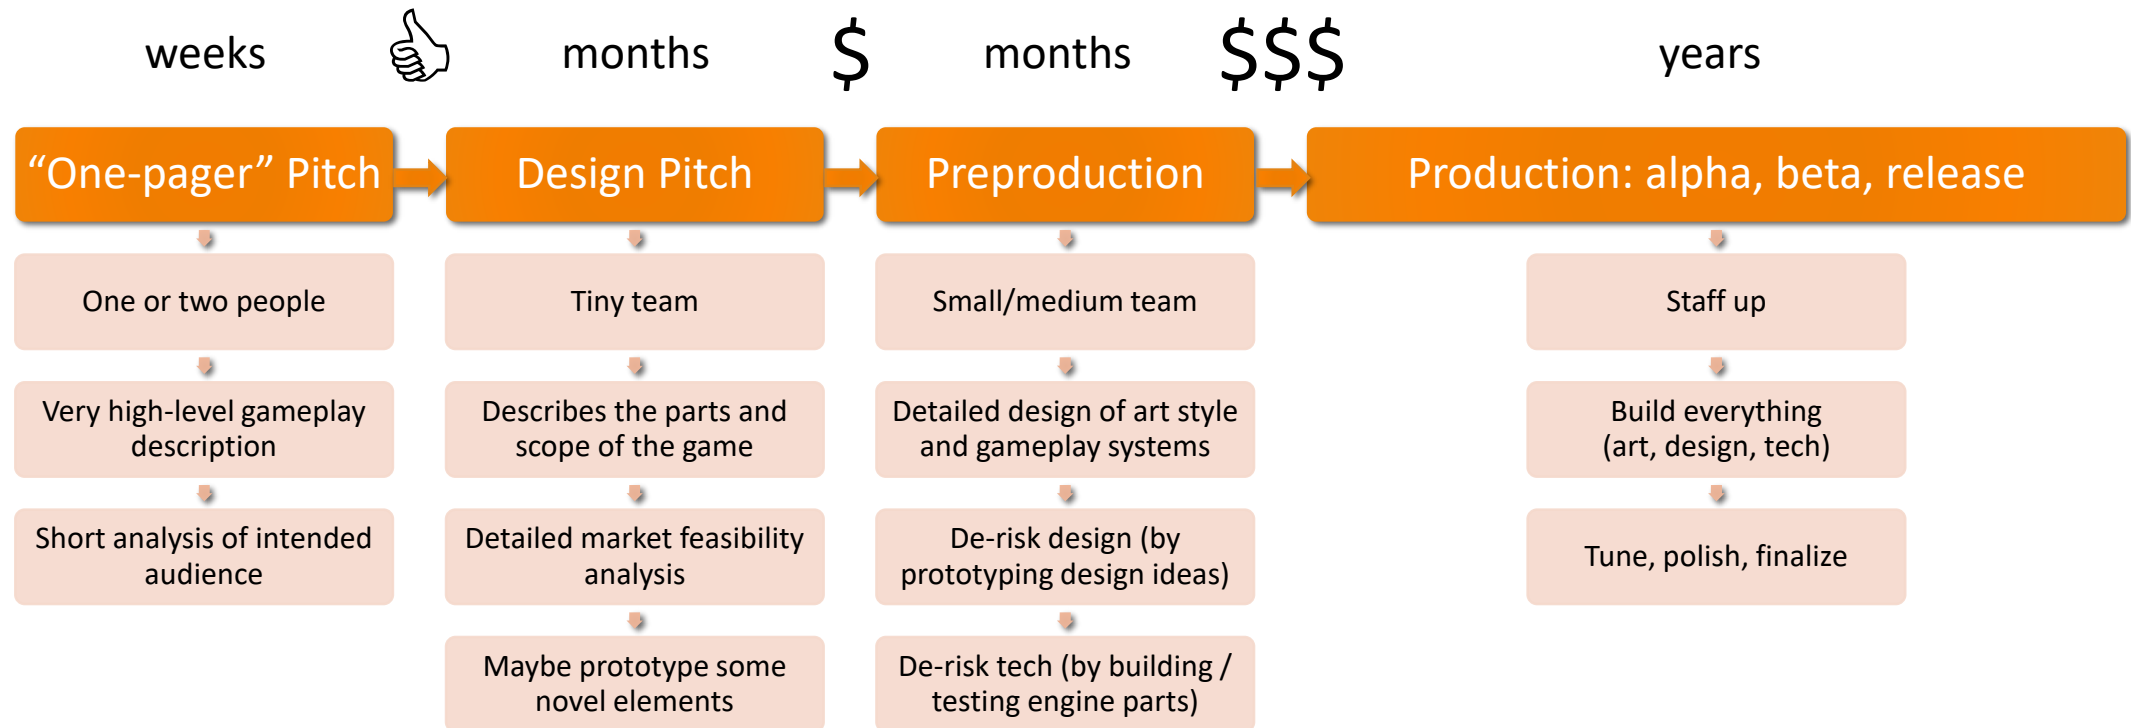 weeks
months
$
months
$$$
years
“One-pager” Pitch
Design Pitch
Preproduction
Production: alpha, beta, release
One or two people
Very high-level gameplay
description
Short analysis of intended
audience
Tiny team
Describes the parts and
scope of the game
Detailed market feasibility
analysis
Maybe prototype some
novel elements
Small/medium team
Detailed design of art style
and gameplay systems
De-risk design (by
prototyping design ideas)
De-risk tech (by building /
testing engine parts)
Staff up
Build everything
(art, design, tech)
Tune, polish, finalize